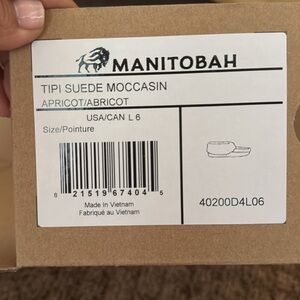 MANITOBAH
TIPI SUEDE MOCCASIN
APRICOT/ABRICOT
USA/CAN L 6
Size/Pointure
6 21519 67404 5
Made in Vietnam
Fabriqué au Vietnam
40200D4L06